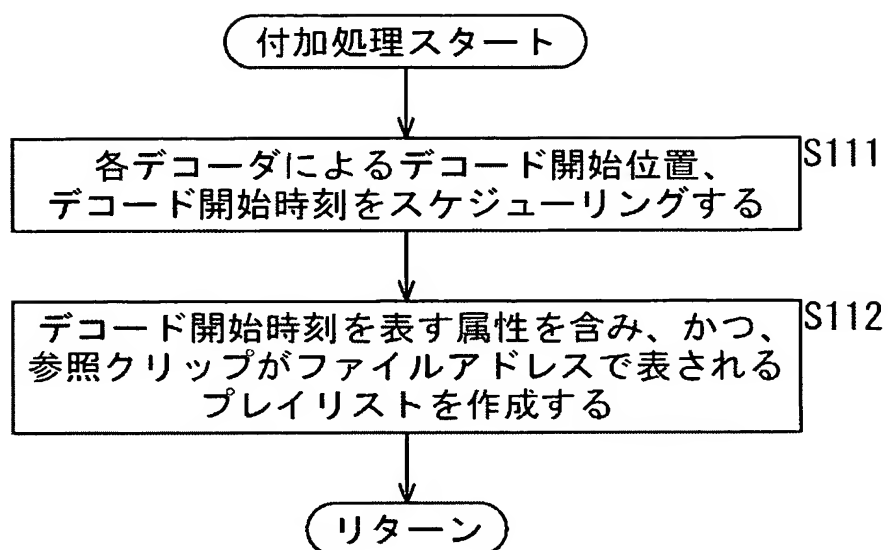 付加処理スタート
各デコーダによるデコード開始位置、
デコード開始時刻をスケジューリングする
S111
デコード開始時刻を表す属性を含み、かつ、
参照クリップがファイルアドレスで表される
プレイリストを作成する
S112
リターン